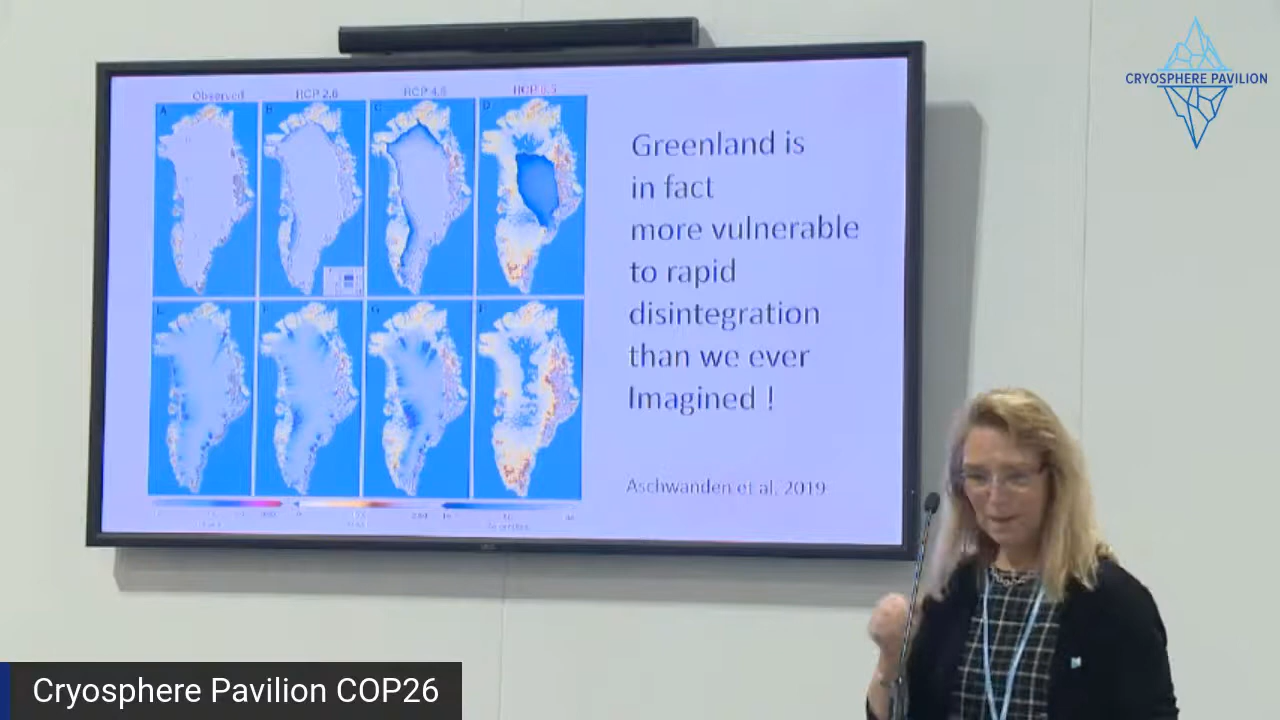 CRYOSPHERE PAVILION
Observed RCP 2.6 RCP 4.5 RCP 8.5
A B C D
Greenland is
in fact
more vulnerable
to rapid
disintegration
than we ever
Imagined !
E F G
Aschwanden et al. 2019
Cryosphere Pavilion COP26